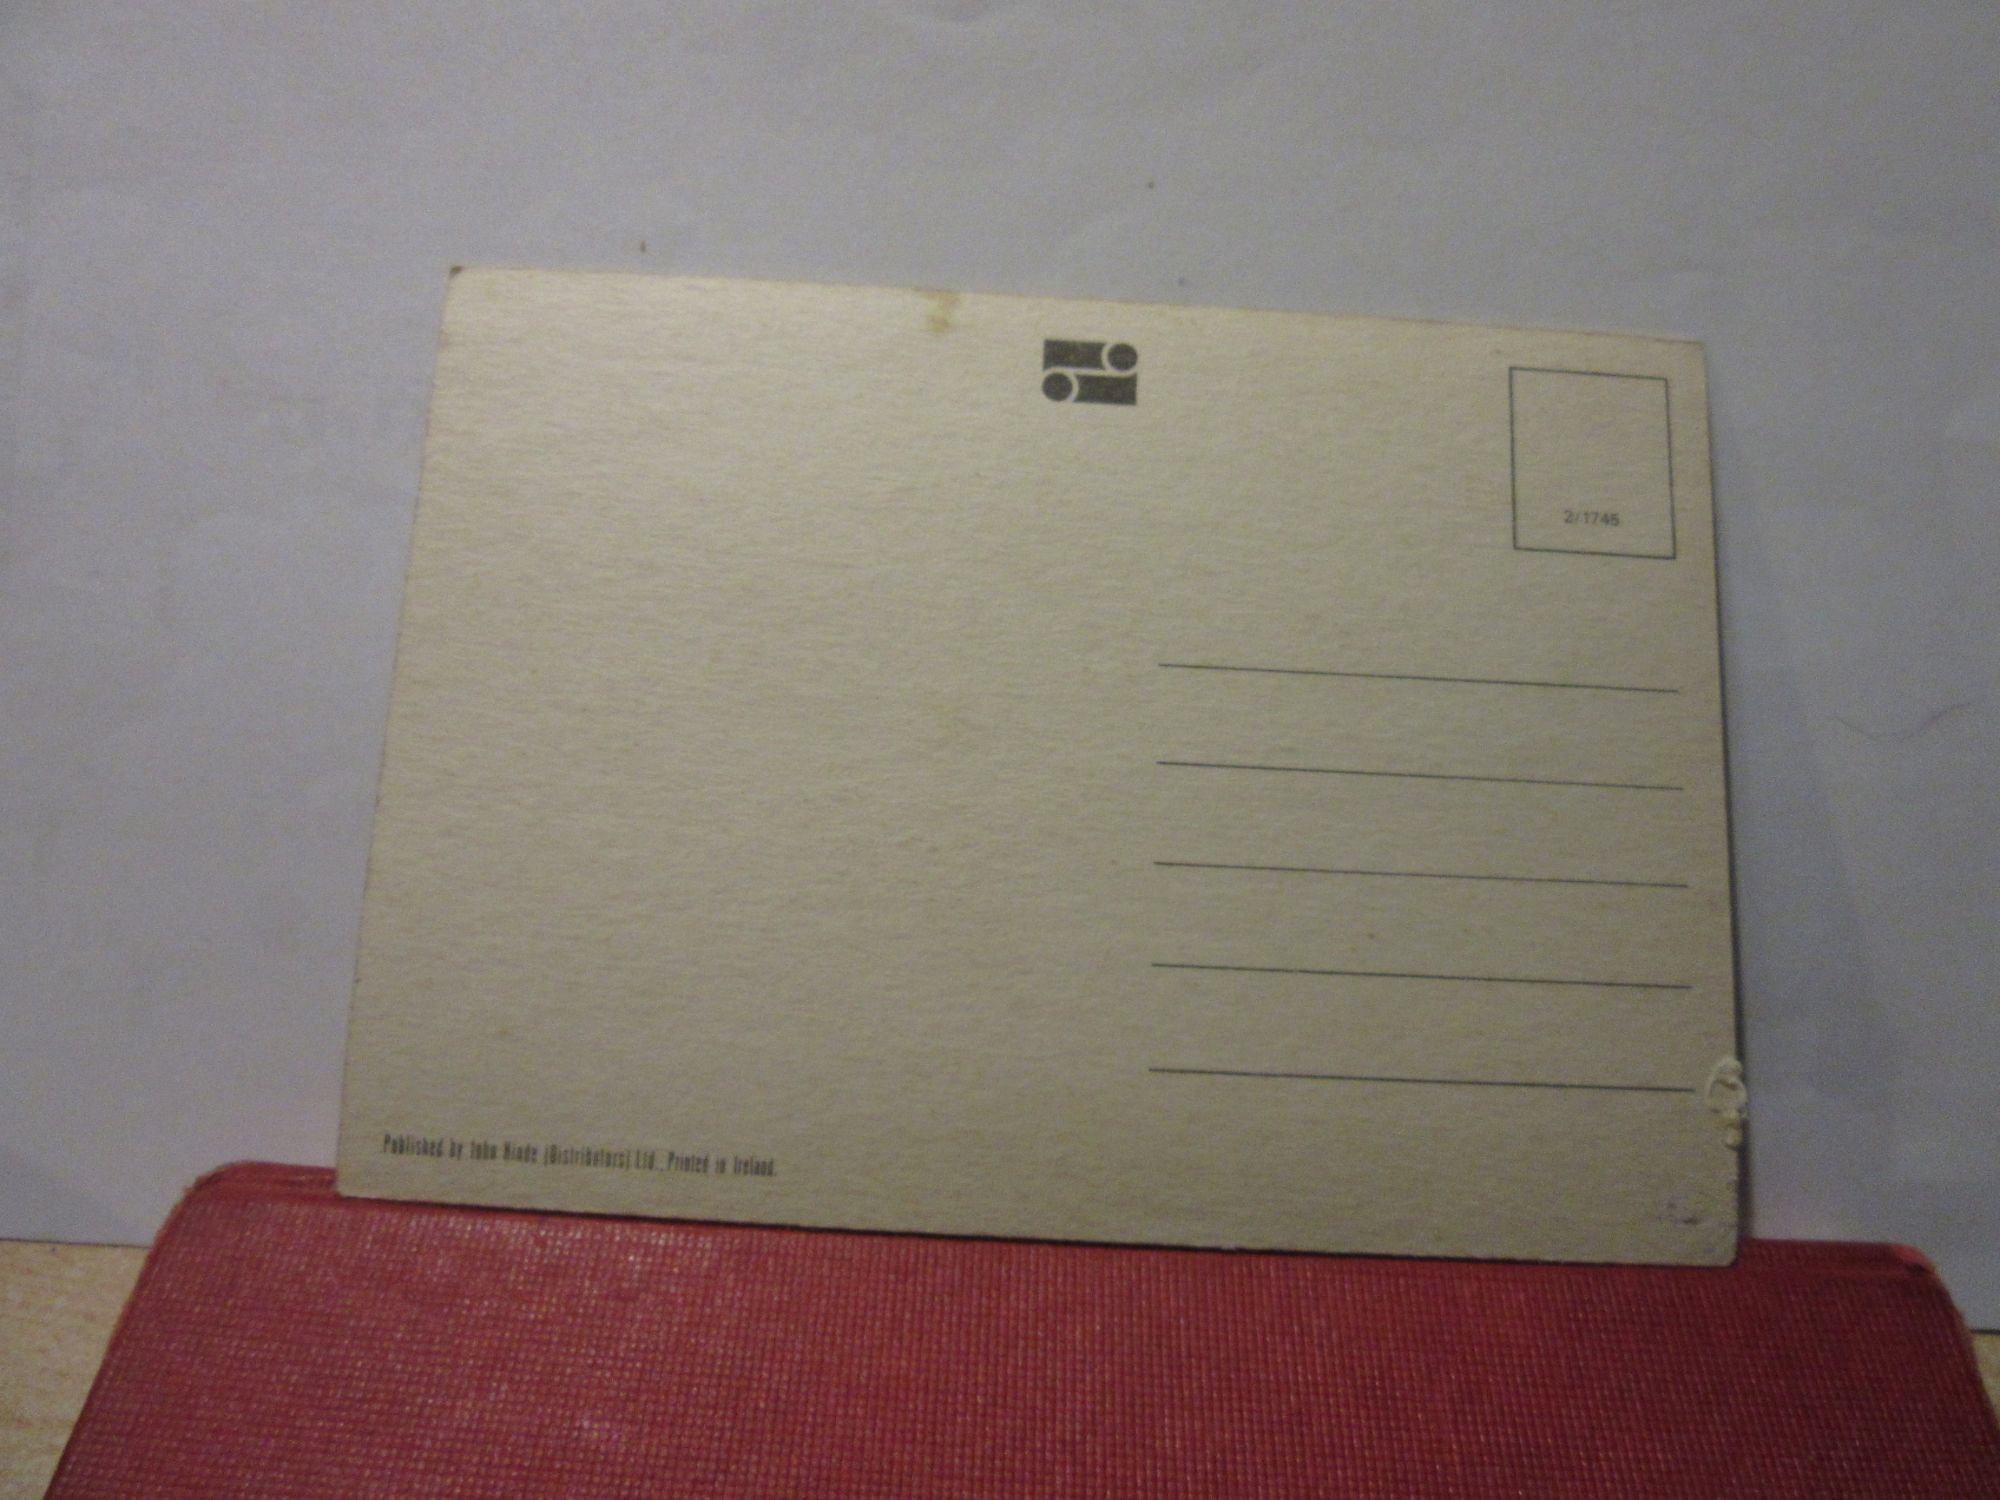 2/1745
Published by John Hinde (Distributors) Ltd., Printed in Ireland.